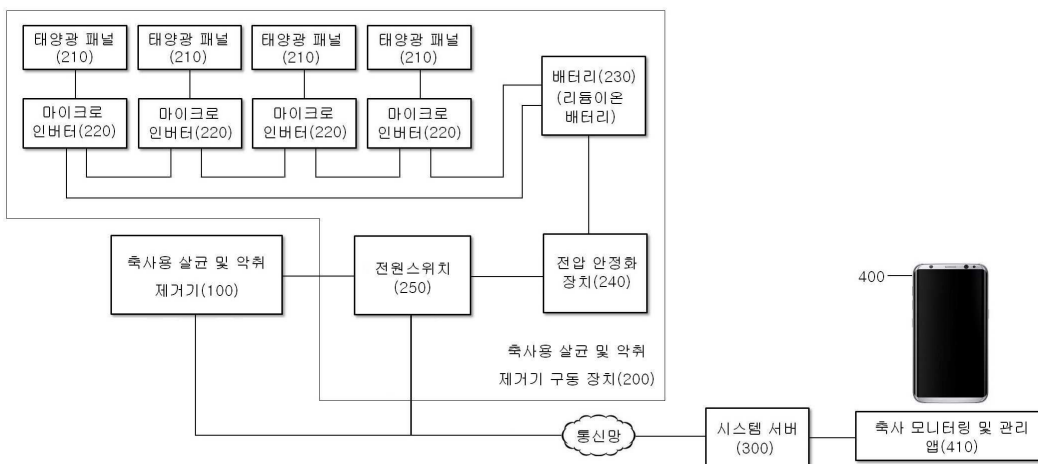 태양광 패널
(210)
태양광 패널
(210)
태양광 패널
(210)
태양광 패널
(210)
마이크로
인버터(220)
마이크로
인버터(220)
마이크로
인버터(220)
마이크로
인버터(220)
배터리(230)
(리튬이온
배터리)
축사용 살균 및 악취
제거기(100)
전원스위치
(250)
전압 안정화
장치(240)
축사용 살균 및 악취
제거기 구동 장치(200)
400
통신망
시스템 서버
(300)
축사 모니터링 및 관리
앱(410)